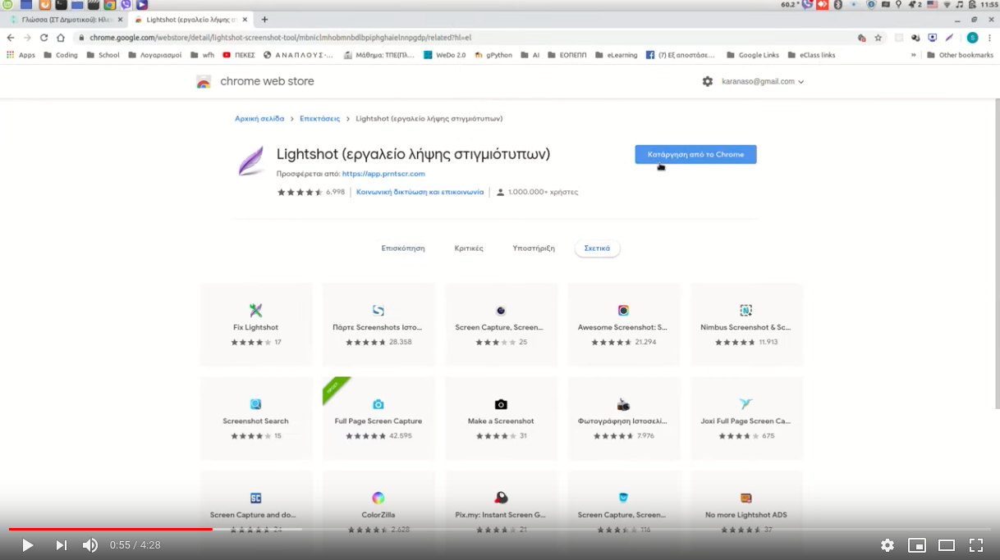 60.2 °
2
11:55
Γλώσσα (ΣΤ Δημοτικού): Ηλεκ
Lightshot (εργαλείο λήψης στ
chrome.google.com/webstore/detail/lightshot-screenshot-tool/mbniclmhobmnbdlbpiphghaielnnpgdp/related?hl=el
S
Apps Coding School Λογαριασμοί wfh ΠΕΚΕΣ Α Ν Α Π Λ Ο Υ Σ -... Μάθημα: ΤΠΕ(Πλ... WeDo 2.0 gPython AI ΕΟΠΕΠΠ eLearning (7) Εξ αποστάσε... Google Links eClass links » Other bookmarks
chrome web store
karanaso@gmail.com
Αρχική σελίδα > Επεκτάσεις > Lightshot (εργαλείο λήψης στιγμιότυπων)
Lightshot (εργαλείο λήψης στιγμιότυπων)
Κατάργηση από το Chrome
Προσφέρεται από: https://app.prntscr.com
6.998 Κοινωνική δικτύωση και επικοινωνία 1.000.000+ χρήστες
Επισκόπηση Κριτικές Υποστήριξη Σχετικά
Fix Lightshot Πάρτε Screenshots Ιστο... Screen Capture, Screen... Awesome Screenshot: S... Nimbus Screenshot & Sc...
17 28.358 25 21.294 11.913
Screenshot Search Full Page Screen Capture Make a Screenshot Φωτογράφηση Ιστοσελί... Joxi Full Page Screen Ca...
15 42.595 31 7.976 675
SC
Screen Capture and do... ColorZilla Pix.my: Instant Screen G... Screen Capture, Screen... No more Lightshot ADS
24 2.628 21 116 37
0:55 / 4:28